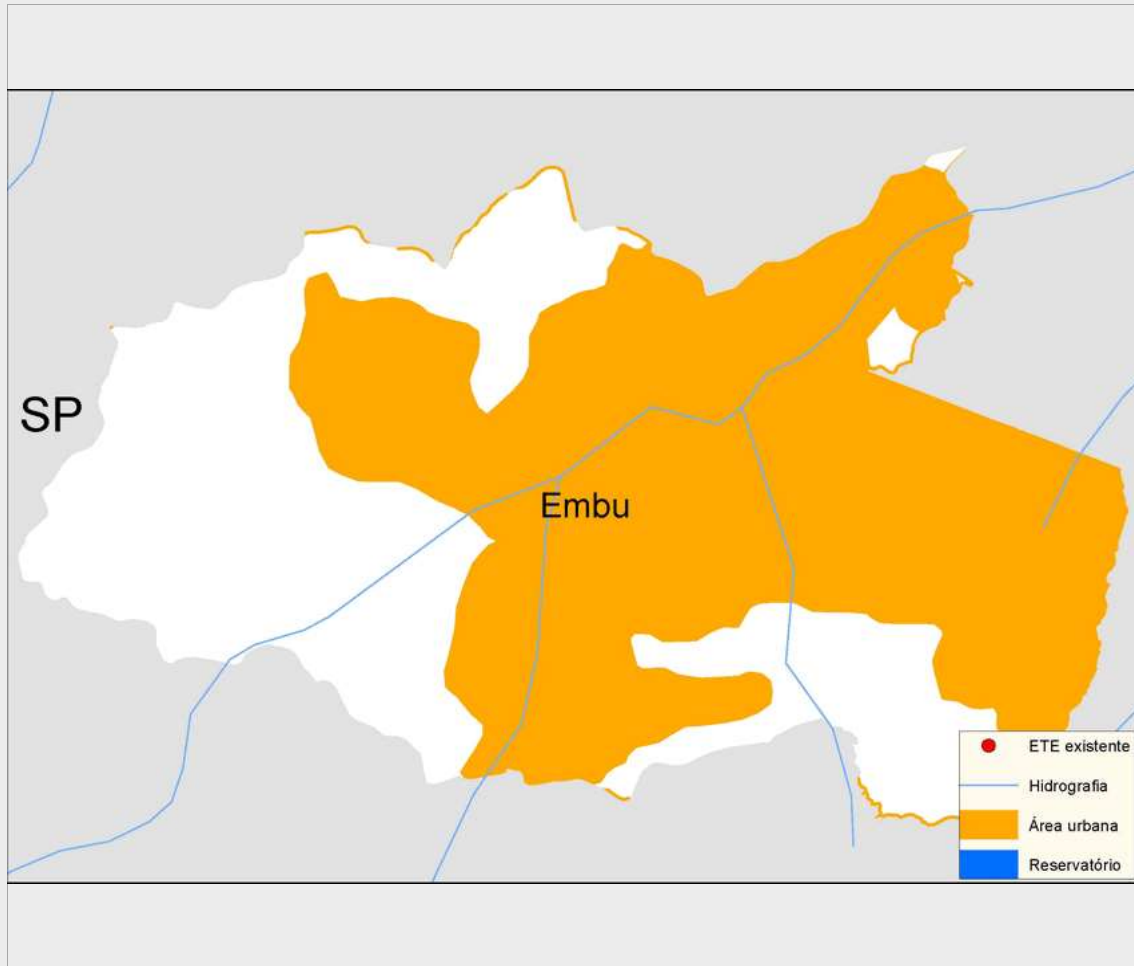 SP
Embu
ETE existente
Hidrografia
Área urbana
Reservatório